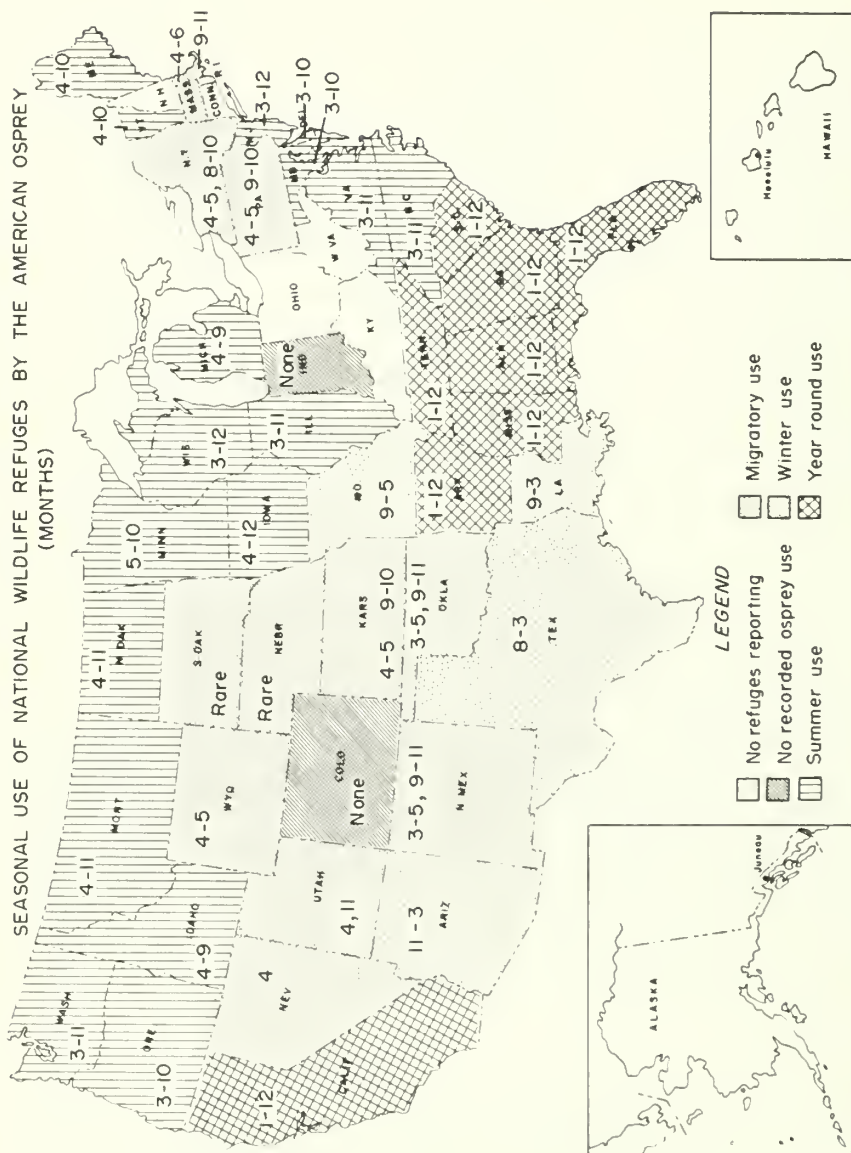 SEASONAL USE OF NATIONAL WILDLIFE REFUGES BY THE AMERICAN OSPREY
(MONTHS)
WASH
3-11
ORE
3-10
CALIF
1-12
IDAHO
4-9
NEV
4
MONT
4-11
WYO
4-5
UTAH
4,11
ARIZ
11-3
COLO
None
N MEX
3-5, 9-11
N DAK
4-11
S DAK
Rare
NEBR
Rare
KANS
4-5 9-10
OKLA
3-5, 9-11
TEX
8-3
MINN
5-10
IOWA
4-12
MO
9-5
ARK
1-12
LA
9-3
WIS
3-12
ILL
3-11
MICH
4-9
IND
None
OHIO
KY
TENN
1-12
MISS
1-12
ALA
1-12
GA
1-12
FLA
1-12
S C
1-12
N C
3-11
VA
3-11
W VA
MD
3-10
DEL
3-10
N J
3-12
PA
4-5, 9-10
N Y
4-5, 8-10
CONN
R I
9-11
MASS
4-6
VT
4-10
N H
ME
4-10
LEGEND
No refuges reporting
No recorded osprey use
Summer use
Migratory use
Winter use
Year round use
ALASKA
Juneau
Honolulu
HAWAII